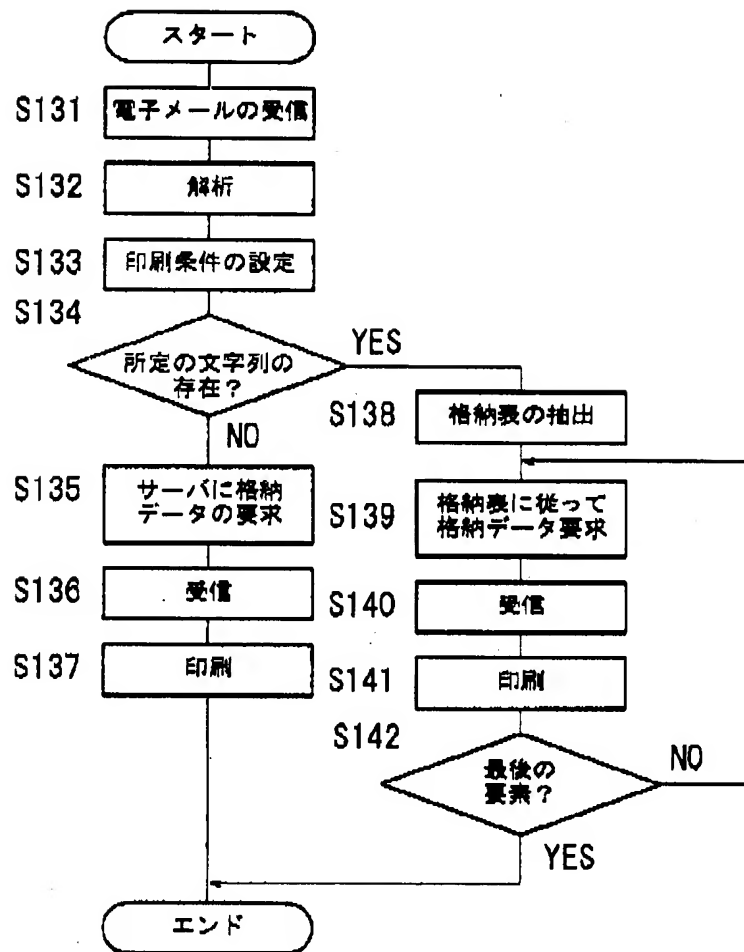 スタート
S131
電子メールの受信
S132
解析
S133
印刷条件の設定
S134
所定の文字列の
存在？
YES
NO
S135
サーバに格納
データの要求
S136
受信
S137
印刷
S138
格納表の抽出
S139
格納表に従って
格納データ要求
S140
受信
S141
印刷
S142
最後の
要素？
NO
YES
エンド